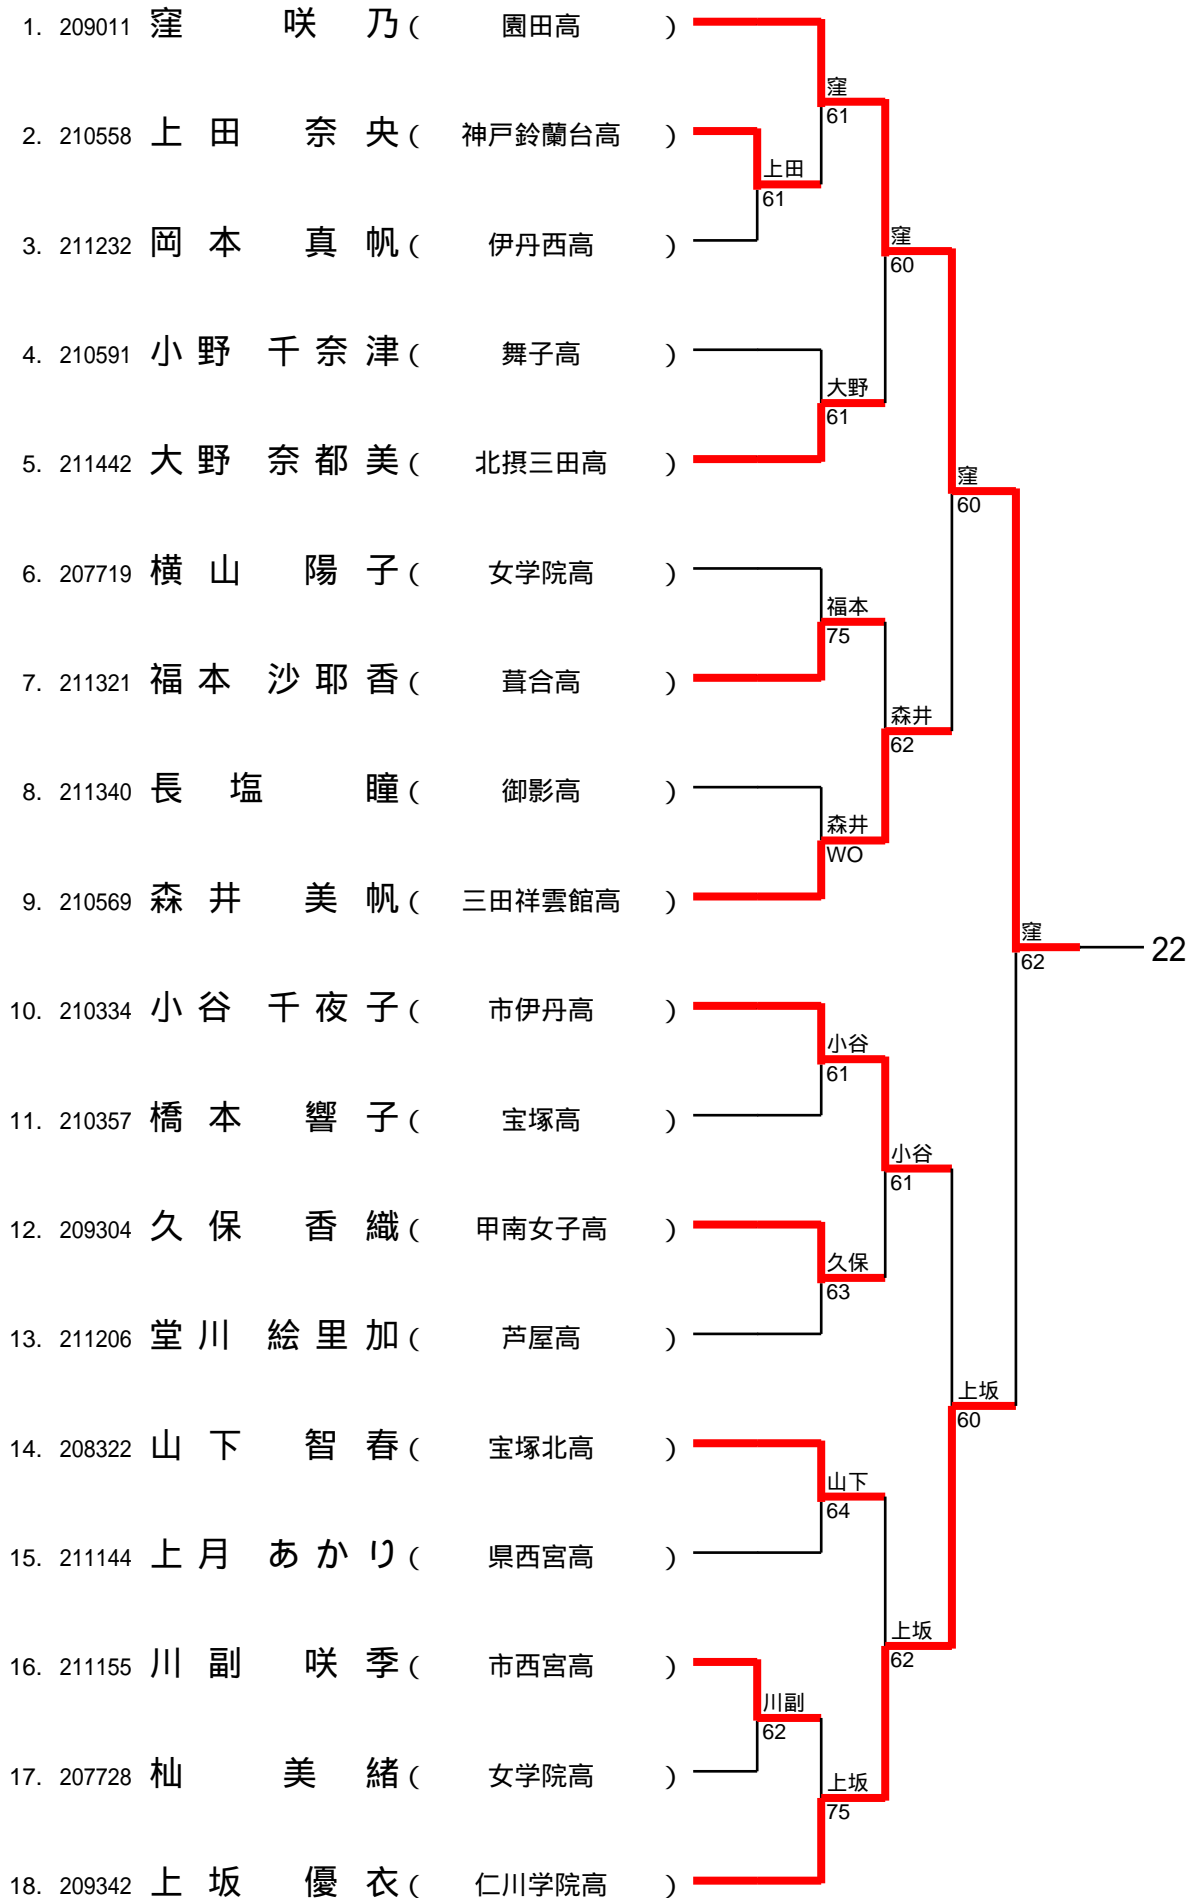 1. 209011 窪 咲 乃 ( 園田高 )
窪
61
2. 210558 上 田 奈 央 ( 神戸鈴蘭台高 )
上田
61
3. 211232 岡 本 真 帆 ( 伊丹西高 )
窪
60
4. 210591 小 野 千 奈 津 ( 舞子高 )
大野
61
5. 211442 大 野 奈 都 美 ( 北摂三田高 )
窪
60
6. 207719 横 山 陽 子 ( 女学院高 )
福本
75
7. 211321 福 本 沙 耶 香 ( 葺合高 )
森井
62
8. 211340 長 塩 瞳 ( 御影高 )
森井
WO
9. 210569 森 井 美 帆 ( 三田祥雲館高 )
窪
62
22
10. 210334 小 谷 千 夜 子 ( 市伊丹高 )
小谷
61
11. 210357 橋 本 響 子 ( 宝塚高 )
小谷
61
12. 209304 久 保 香 織 ( 甲南女子高 )
久保
63
13. 211206 堂 川 絵 里 加 ( 芦屋高 )
上坂
60
14. 208322 山 下 智 春 ( 宝塚北高 )
山下
64
15. 211144 上 月 あ か り ( 県西宮高 )
上坂
62
16. 211155 川 副 咲 季 ( 市西宮高 )
川副
62
17. 207728 杣 美 緒 ( 女学院高 )
上坂
75
18. 209342 上 坂 優 衣 ( 仁川学院高 )